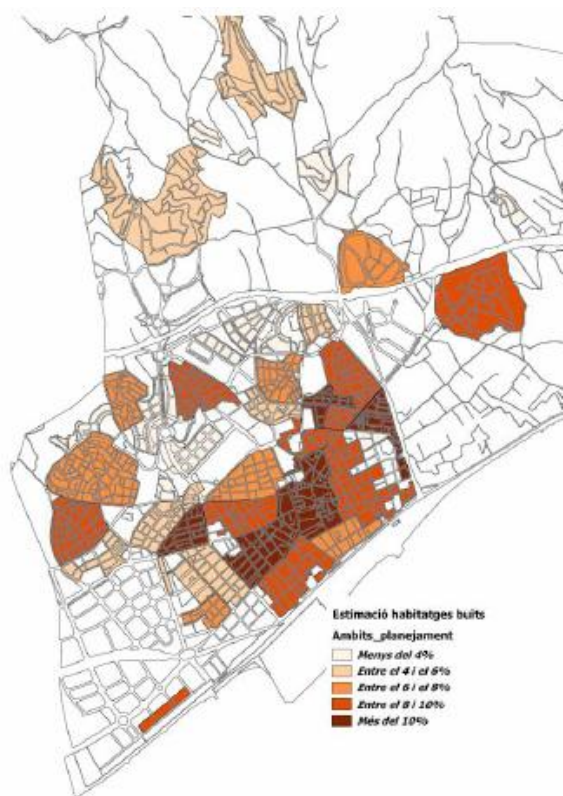 Estimació habitatges buits
Ambits_planejament
Menys del 4%
Entre el 4 i el 6%
Entre el 6 i el 8%
Entre el 8 i 10%
Més del 10%